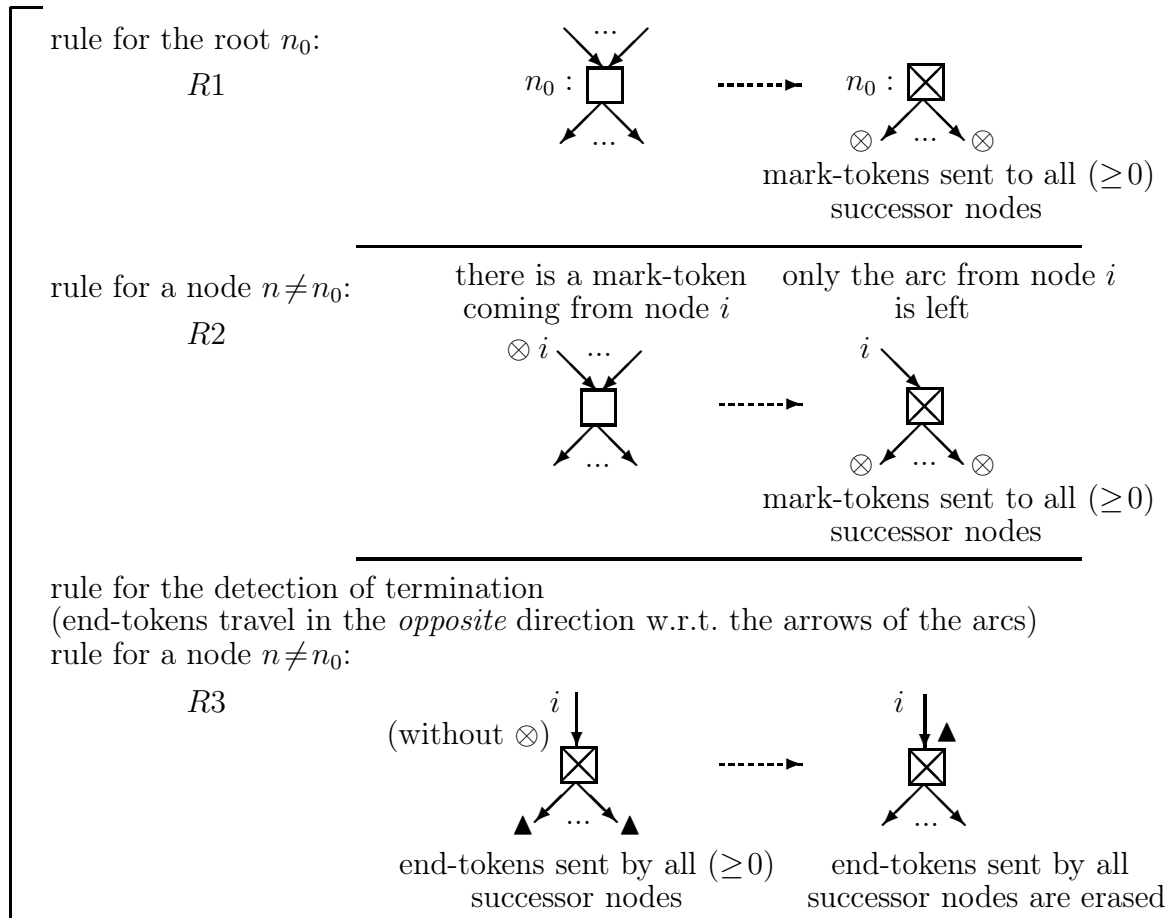 rule for the root n₀:
R1
...
n₀ :
n₀ :
...
⊗ ... ⊗
mark-tokens sent to all (≥0)
successor nodes
rule for a node n≠n₀:
R2
there is a mark-token
coming from node i
only the arc from node i
is left
⊗ i ...
i
...
⊗ ... ⊗
mark-tokens sent to all (≥0)
successor nodes
rule for the detection of termination
(end-tokens travel in the opposite direction w.r.t. the arrows of the arcs)
rule for a node n≠n₀:
R3
i
(without ⊗)
i
▲
▲ ... ▲
...
end-tokens sent by all (≥0)
successor nodes
end-tokens sent by all
successor nodes are erased